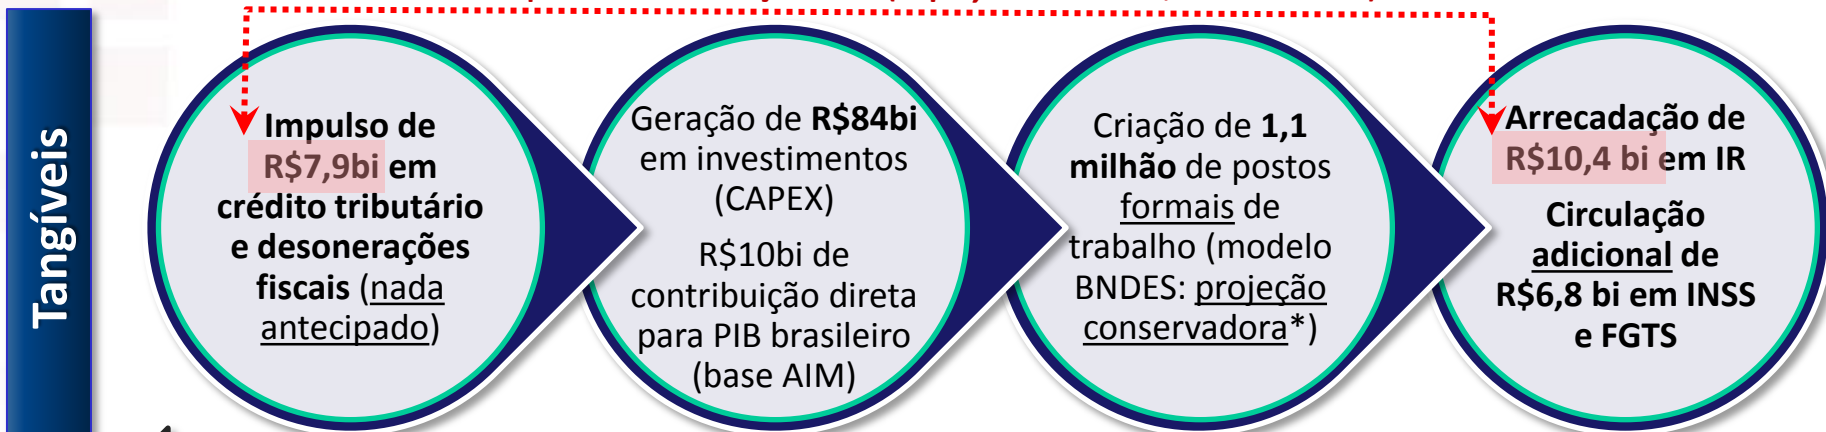 Tangíveis
Impulso de
R$7,9bi em
crédito tributário
e desonerações
fiscais (nada
antecipado)
Geração de R$84bi
em investimentos
(CAPEX)
R$10bi de
contribuição direta
para PIB brasileiro
(base AIM)
Criação de 1,1
milhão de postos
formais de
trabalho (modelo
BNDES: projeção
conservadora*)
Arrecadação de
R$10,4 bi em IR
Circulação
adicional de
R$6,8 bi em INSS
e FGTS